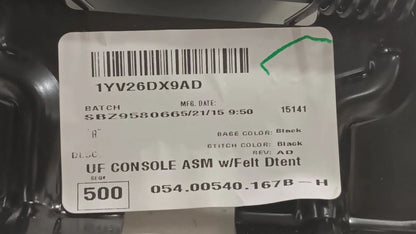 1YV26DX9AD
BATCH MFG. DATE:
SBZ9580665/21/15 9:50 15141
"A"
BASE COLOR: Black
STITCH COLOR: Black
DESC: REV: AD
UF CONSOLE ASM w/Felt Dtent
Seq#
500 054.00540.167B-H